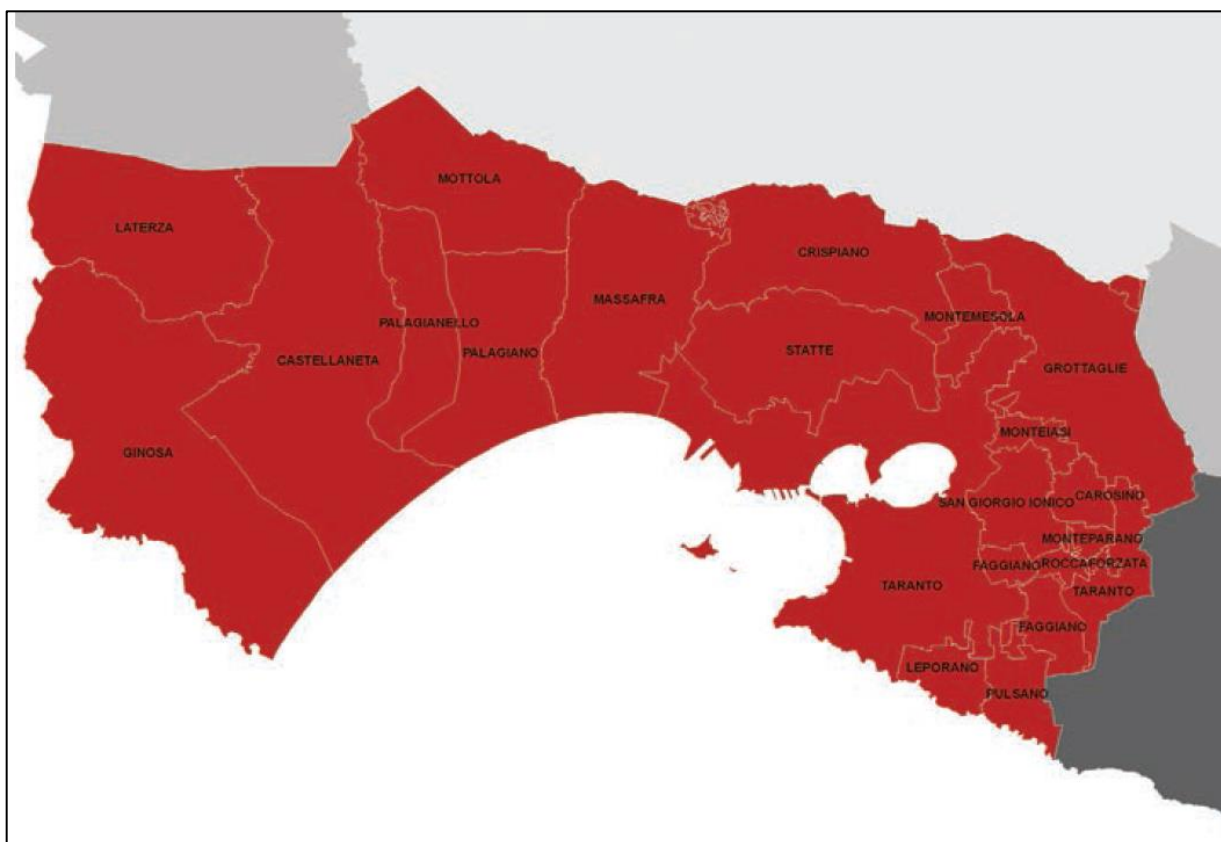 MOTTOLA
LATERZA
CRISPIANO
MASSAFRA
MONTEMESOLA
PALAGIANELLO
STATTE
PALAGIANO
CASTELLANETA
GROTTAGLIE
MONTEIASI
GINOSA
CAROSINO
SAN GIORGIO IONICO
MONTEPARANO
FAGGIANO
ROCCAFORZATA
TARANTO
TARANTO
FAGGIANO
LEPORANO
PULSANO